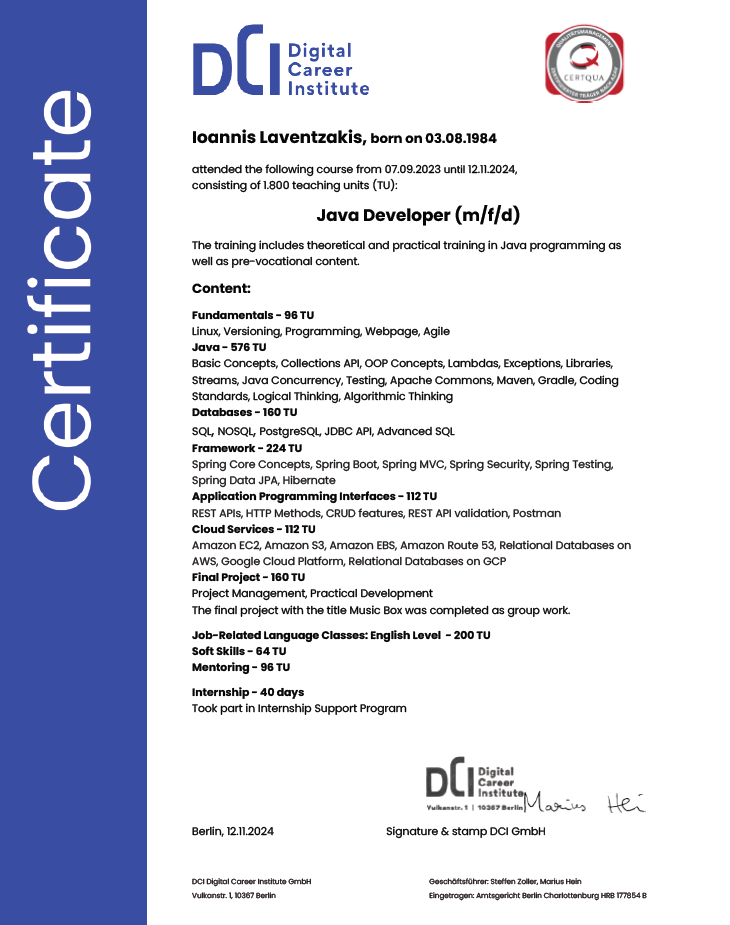 Certificate
DCI Digital
Career
Institute
QUALITÄTSMANAGEMENT
CERTQUA
ZERTIFIZIERTER TRÄGER NACH AZAV
Ioannis Laventzakis, born on 03.08.1984
attended the following course from 07.09.2023 until 12.11.2024,
consisting of 1.800 teaching units (TU):
Java Developer (m/f/d)
The training includes theoretical and practical training in Java programming as
well as pre-vocational content.
Content:
Fundamentals - 96 TU
Linux, Versioning, Programming, Webpage, Agile
Java - 576 TU
Basic Concepts, Collections API, OOP Concepts, Lambdas, Exceptions, Libraries,
Streams, Java Concurrency, Testing, Apache Commons, Maven, Gradle, Coding
Standards, Logical Thinking, Algorithmic Thinking
Databases - 160 TU
SQL, NOSQL, PostgreSQL, JDBC API, Advanced SQL
Framework - 224 TU
Spring Core Concepts, Spring Boot, Spring MVC, Spring Security, Spring Testing,
Spring Data JPA, Hibernate
Application Programming Interfaces - 112 TU
REST APIs, HTTP Methods, CRUD features, REST API validation, Postman
Cloud Services - 112 TU
Amazon EC2, Amazon S3, Amazon EBS, Amazon Route 53, Relational Databases on
AWS, Google Cloud Platform, Relational Databases on GCP
Final Project - 160 TU
Project Management, Practical Development
The final project with the title Music Box was completed as group work.
Job-Related Language Classes: English Level - 200 TU
Soft Skills - 64 TU
Mentoring - 96 TU
Internship - 40 days
Took part in Internship Support Program
DCI Digital
Career
Institute
Vulkanstr. 1 | 10367 Berlin
Marius Hei
Berlin, 12.11.2024
Signature & stamp DCI GmbH
DCI Digital Career Institute GmbH
Vulkanstr. 1, 10367 Berlin
Geschäftsführer: Steffen Zoller, Marius Hein
Eingetragen: Amtsgericht Berlin Charlottenburg HRB 177854 B